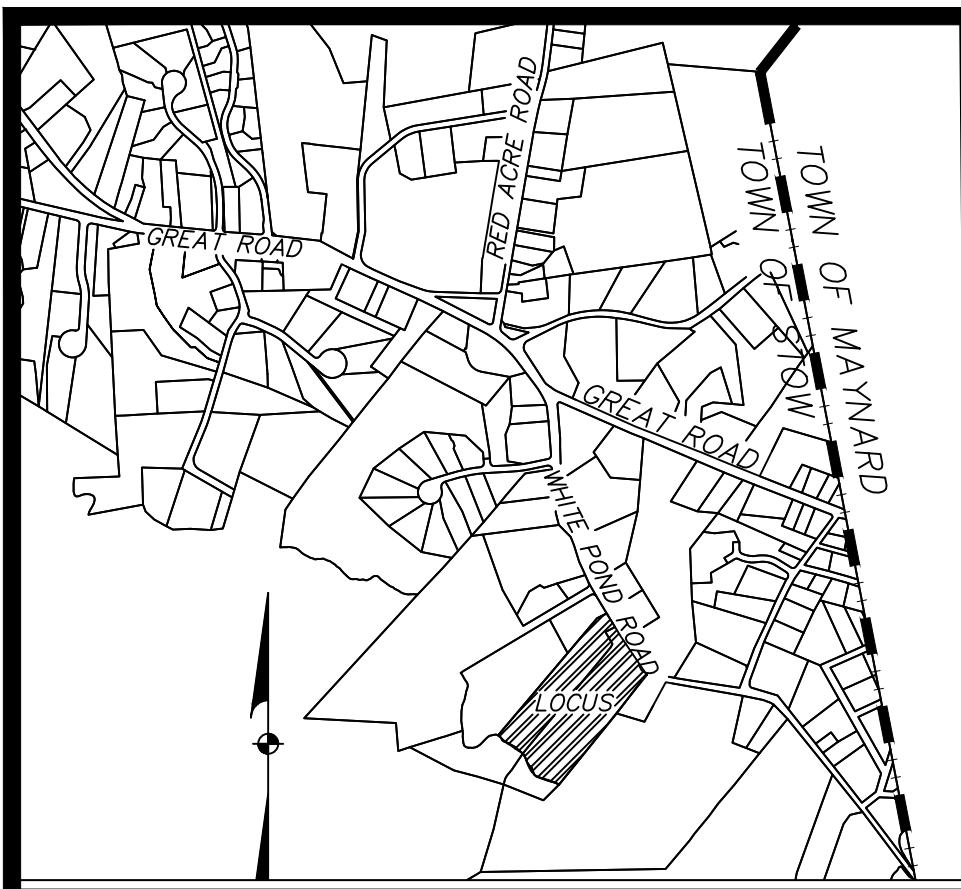 RED ACRE ROAD
TOWN OF MAYNARD
TOWN OF STOW
GREAT ROAD
GREAT ROAD
WHITE POND ROAD
LOCUS